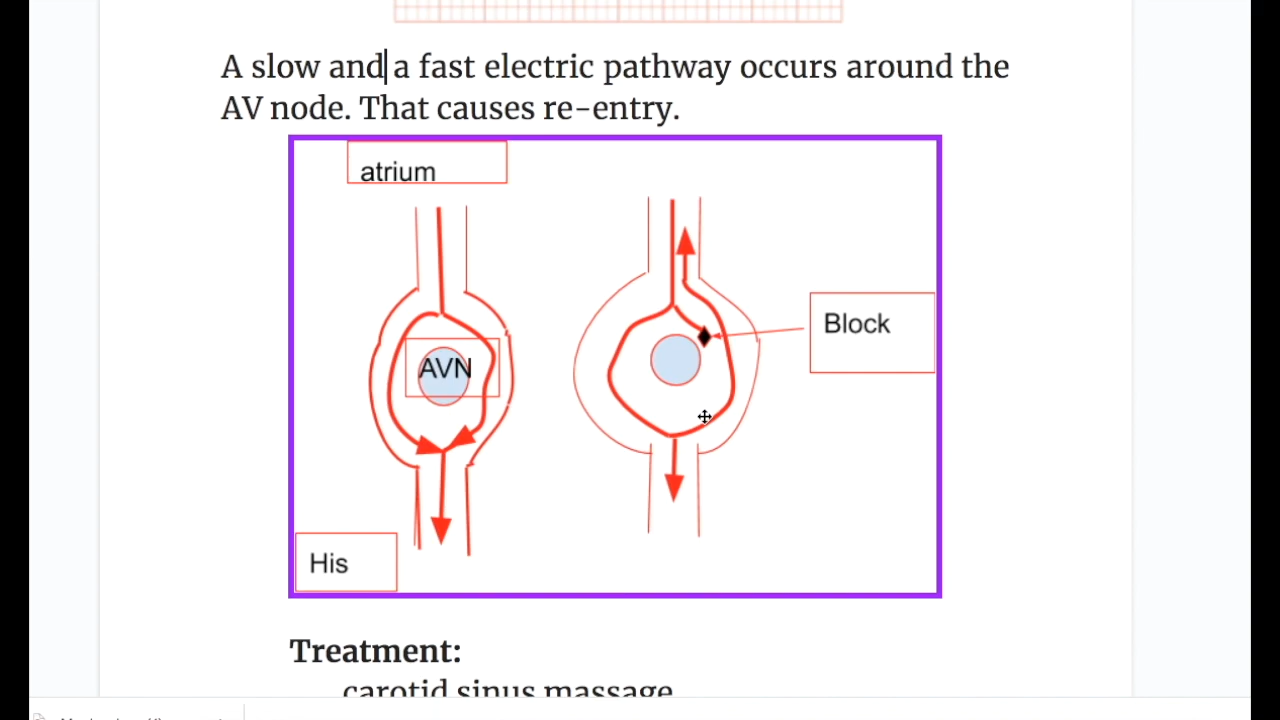 A slow and a fast electric pathway occurs around the
AV node. That causes re-entry.
atrium
Block
AVN
His
Treatment:
carotid sinus massage